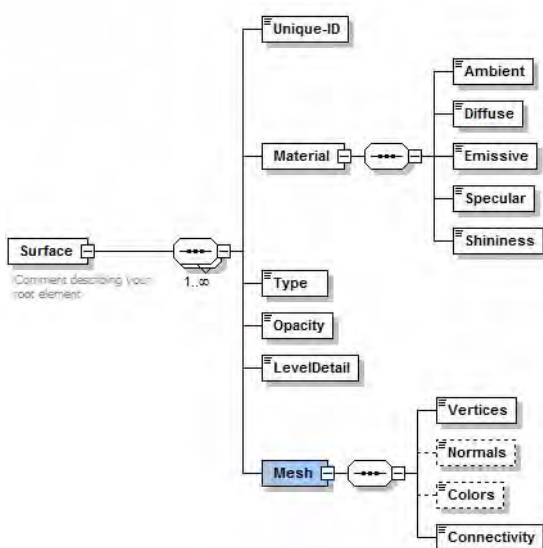 Unique-ID
Ambient
Diffuse
Material
Emissive
Specular
Shininess
Surface
Comment describing your
root element
1..∞
Type
Opacity
LevelDetail
Vertices
Normals
Mesh
Colors
Connectivity